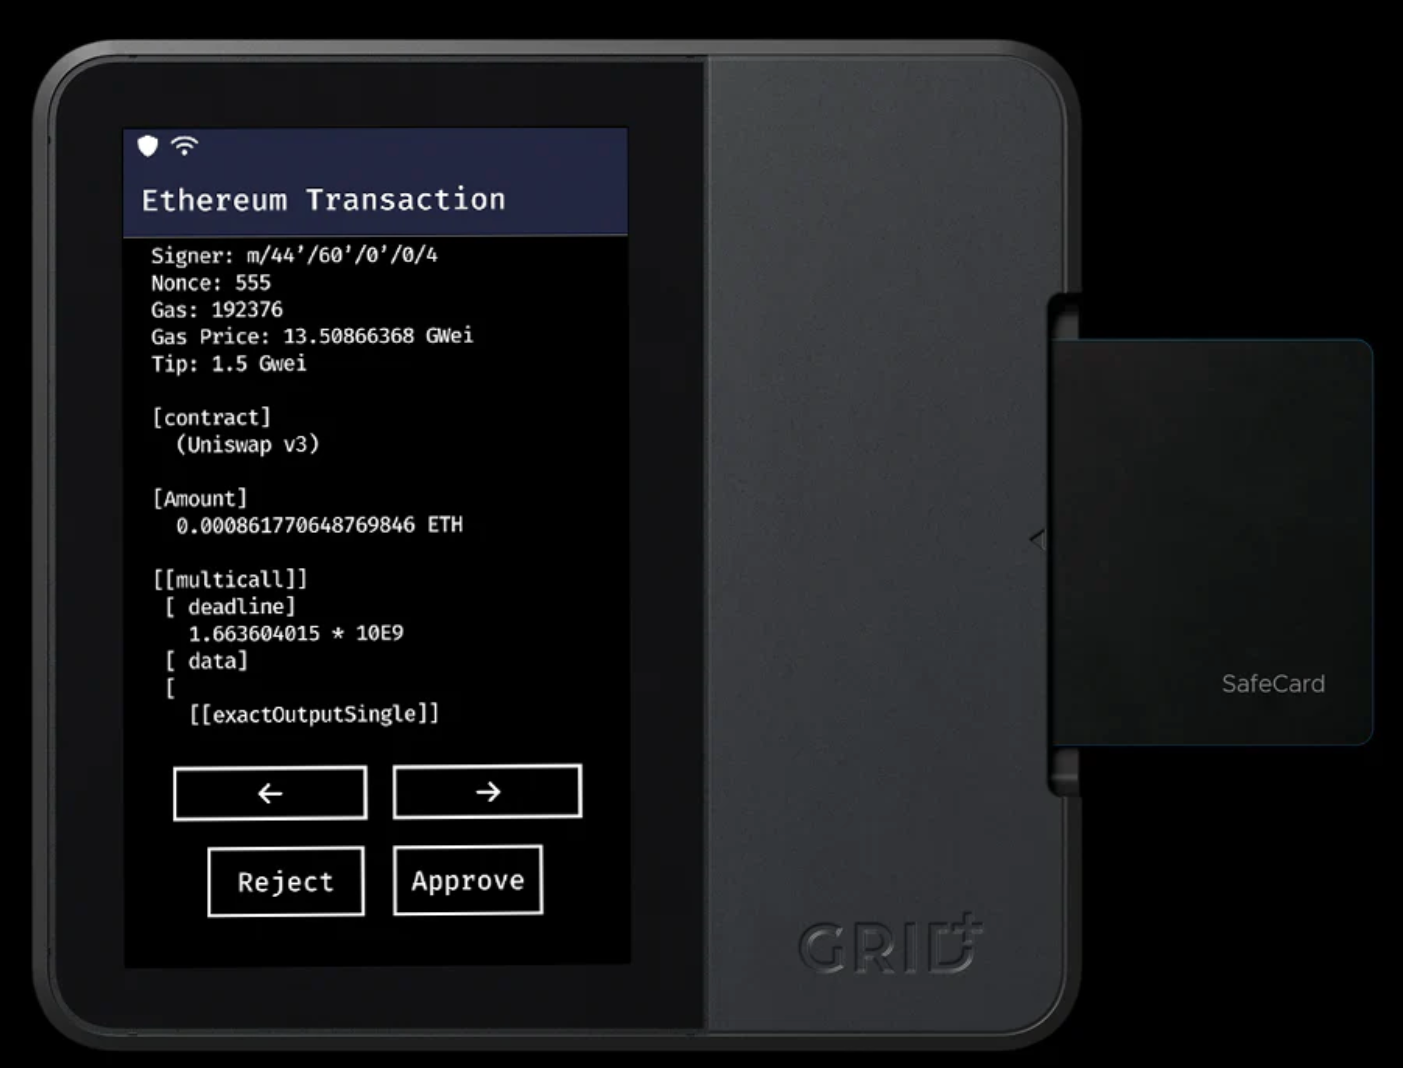 Ethereum Transaction
Signer: m/44’/60’/0’/0/4
Nonce: 555
Gas: 192376
Gas Price: 13.50866368 GWei
Tip: 1.5 Gwei
[contract]
(Uniswap v3)
[Amount]
0.000861770648769846 ETH
[[multicall]]
[ deadline]
1.663604015 * 10E9
[ data]
[
[[exactOutputSingle]]
← →
Reject Approve
SafeCard
GRID+